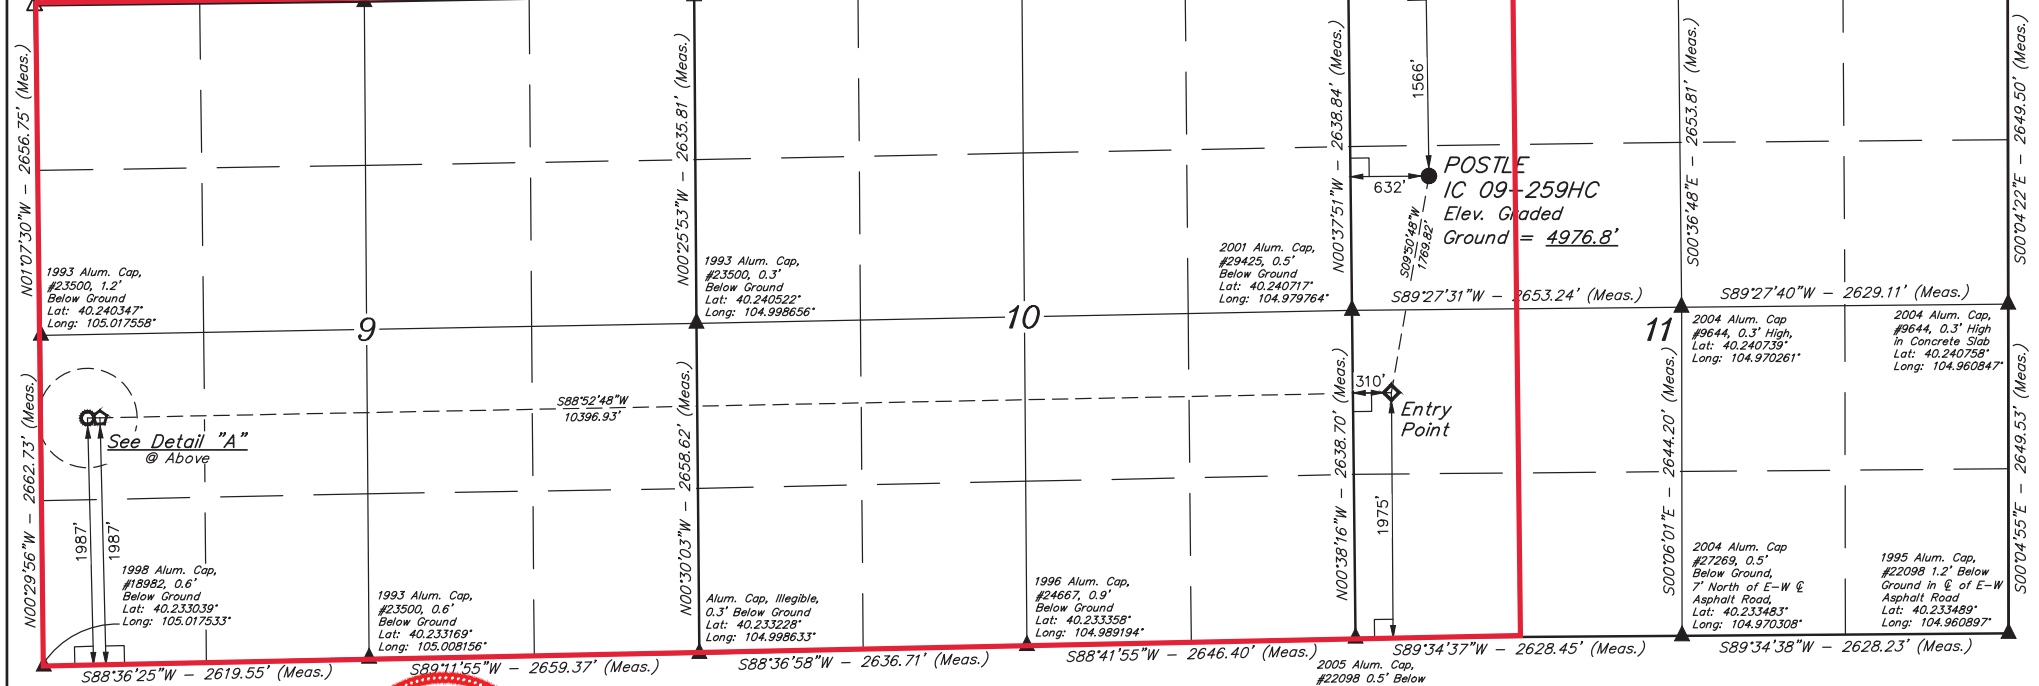 N01°07'30"W - 2656.75' (Meas.)
N00°25'53"W - 2635.81' (Meas.)
N00°37'51"W - 2638.84' (Meas.)
1566'
S00°36'48"E - 2653.81' (Meas.)
S00°04'22"E - 2649.50' (Meas.)
632'
POSTLE
IC 09-259HC
Elev. Graded
Ground = 4976.8'
S09°50'48"W
1769.82'
1993 Alum. Cap,
#23500, 1.2'
Below Ground
Lat: 40.240347°
Long: 105.017558°
1993 Alum. Cap,
#23500, 0.3'
Below Ground
Lat: 40.240522°
Long: 104.998656°
2001 Alum. Cap,
#29425, 0.5'
Below Ground
Lat: 40.240717°
Long: 104.979764°
S89°27'31"W - 2653.24' (Meas.)
S89°27'40"W - 2629.11' (Meas.)
9
10
11
2004 Alum. Cap
#9644, 0.3' High,
Lat: 40.240739°
Long: 104.970261°
2004 Alum. Cap,
#9644, 0.3' High
in Concrete Slab
Lat: 40.240758°
Long: 104.960847°
N00°29'56"W - 2662.73' (Meas.)
See Detail "A"
@ Above
S88°52'48"W
10396.93'
N00°30'03"W - 2658.62' (Meas.)
N00°38'16"W - 2638.70' (Meas.)
310'
Entry
Point
S00°06'01"E - 2644.20' (Meas.)
S00°04'55"E - 2649.53' (Meas.)
1987'
1987'
1975'
1998 Alum. Cap,
#18982, 0.6'
Below Ground
Lat: 40.233039°
Long: 105.017533°
1993 Alum. Cap,
#23500, 0.6'
Below Ground
Lat: 40.233169°
Long: 105.008156°
Alum. Cap, Illegible,
0.3' Below Ground
Lat: 40.233228°
Long: 104.998633°
1996 Alum. Cap,
#24667, 0.9'
Below Ground
Lat: 40.233358°
Long: 104.989194°
2004 Alum. Cap
#27269, 0.5'
Below Ground,
7' North of E-W ℄
Asphalt Road,
Lat: 40.233483°
Long: 104.970308°
1995 Alum. Cap,
#22098 1.2' Below
Ground in ℄ of E-W
Asphalt Road
Lat: 40.233489°
Long: 104.960897°
S88°36'25"W - 2619.55' (Meas.)
S89°11'55"W - 2659.37' (Meas.)
S88°36'58"W - 2636.71' (Meas.)
S88°41'55"W - 2646.40' (Meas.)
S89°34'37"W - 2628.45' (Meas.)
S89°34'38"W - 2628.23' (Meas.)
2005 Alum. Cap,
#22098 0.5' Below